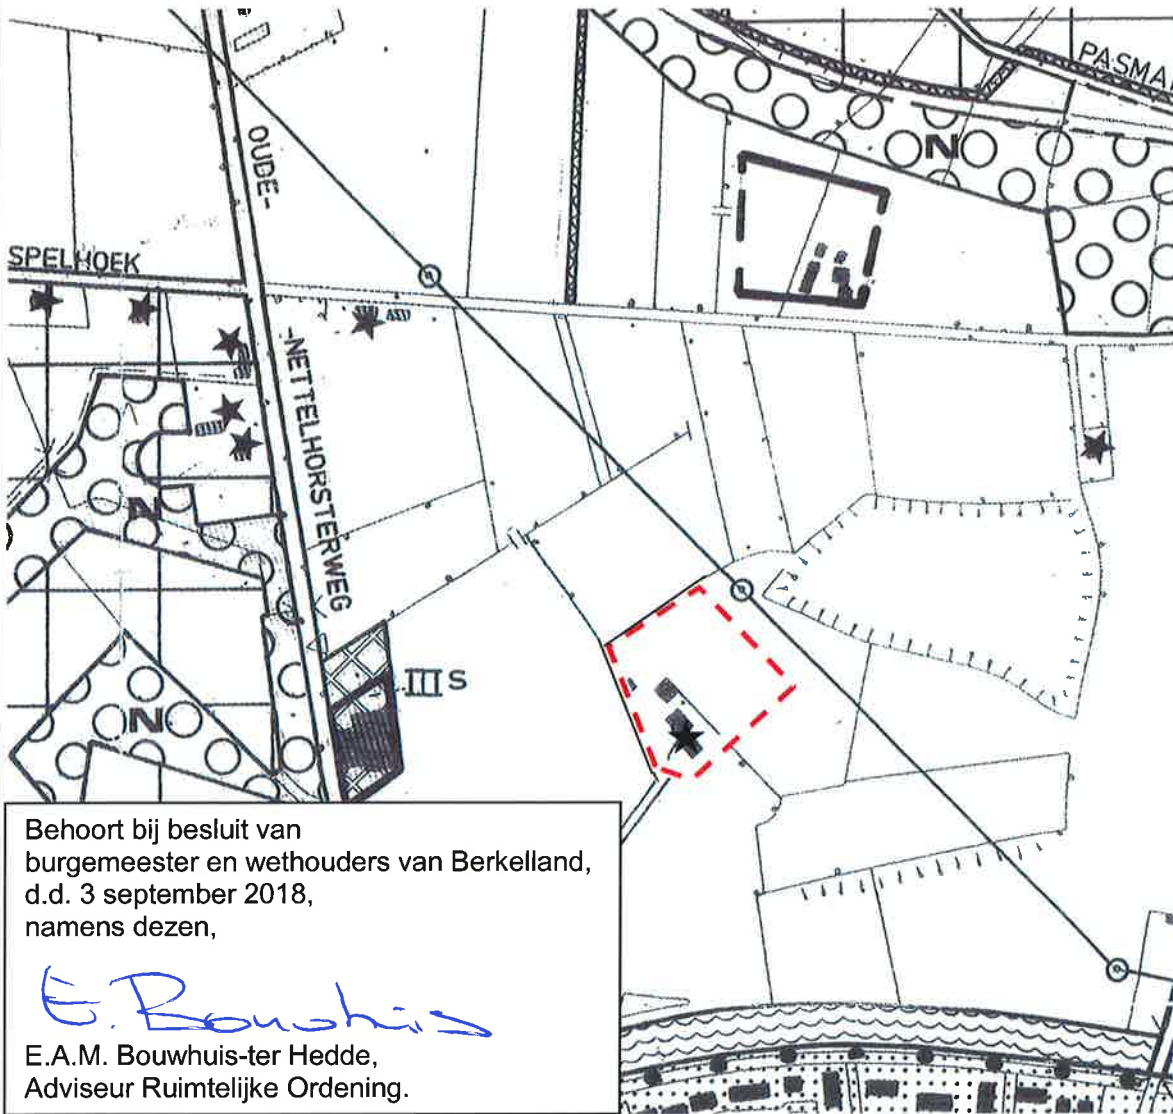 PASMA
OUDE-
N
SPELHOEK
-NETTELHORSTERWEG
N
III S
N
Behoort bij besluit van
burgemeester en wethouders van Berkelland,
d.d. 3 september 2018,
namens dezen,
E. Bouwhuis
E.A.M. Bouwhuis-ter Hedde,
Adviseur Ruimtelijke Ordening.